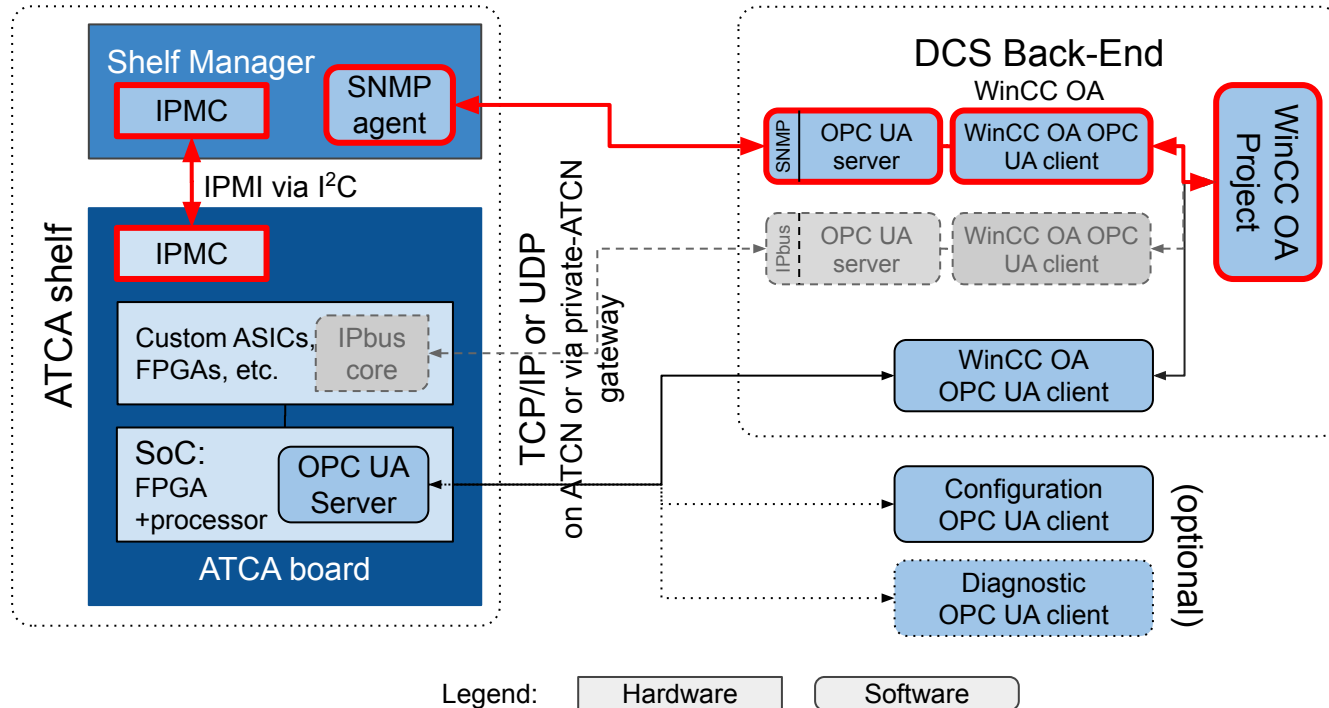 Shelf Manager
IPMC
SNMP
agent
IPMI via I²C
IPMC
ATCA shelf
Custom ASICs,
FPGAs, etc.
IPbus
core
SoC:
FPGA
+processor
OPC UA
Server
ATCA board
TCP/IP or UDP
on ATCN or via private-ATCN
gateway
DCS Back-End
WinCC OA
SNMP
OPC UA
server
WinCC OA OPC
UA client
WinCC OA
Project
IPbus
OPC UA
server
WinCC OA OPC
UA client
WinCC OA
OPC UA client
Configuration
OPC UA client
Diagnostic
OPC UA client
(optional)
Legend:
Hardware
Software